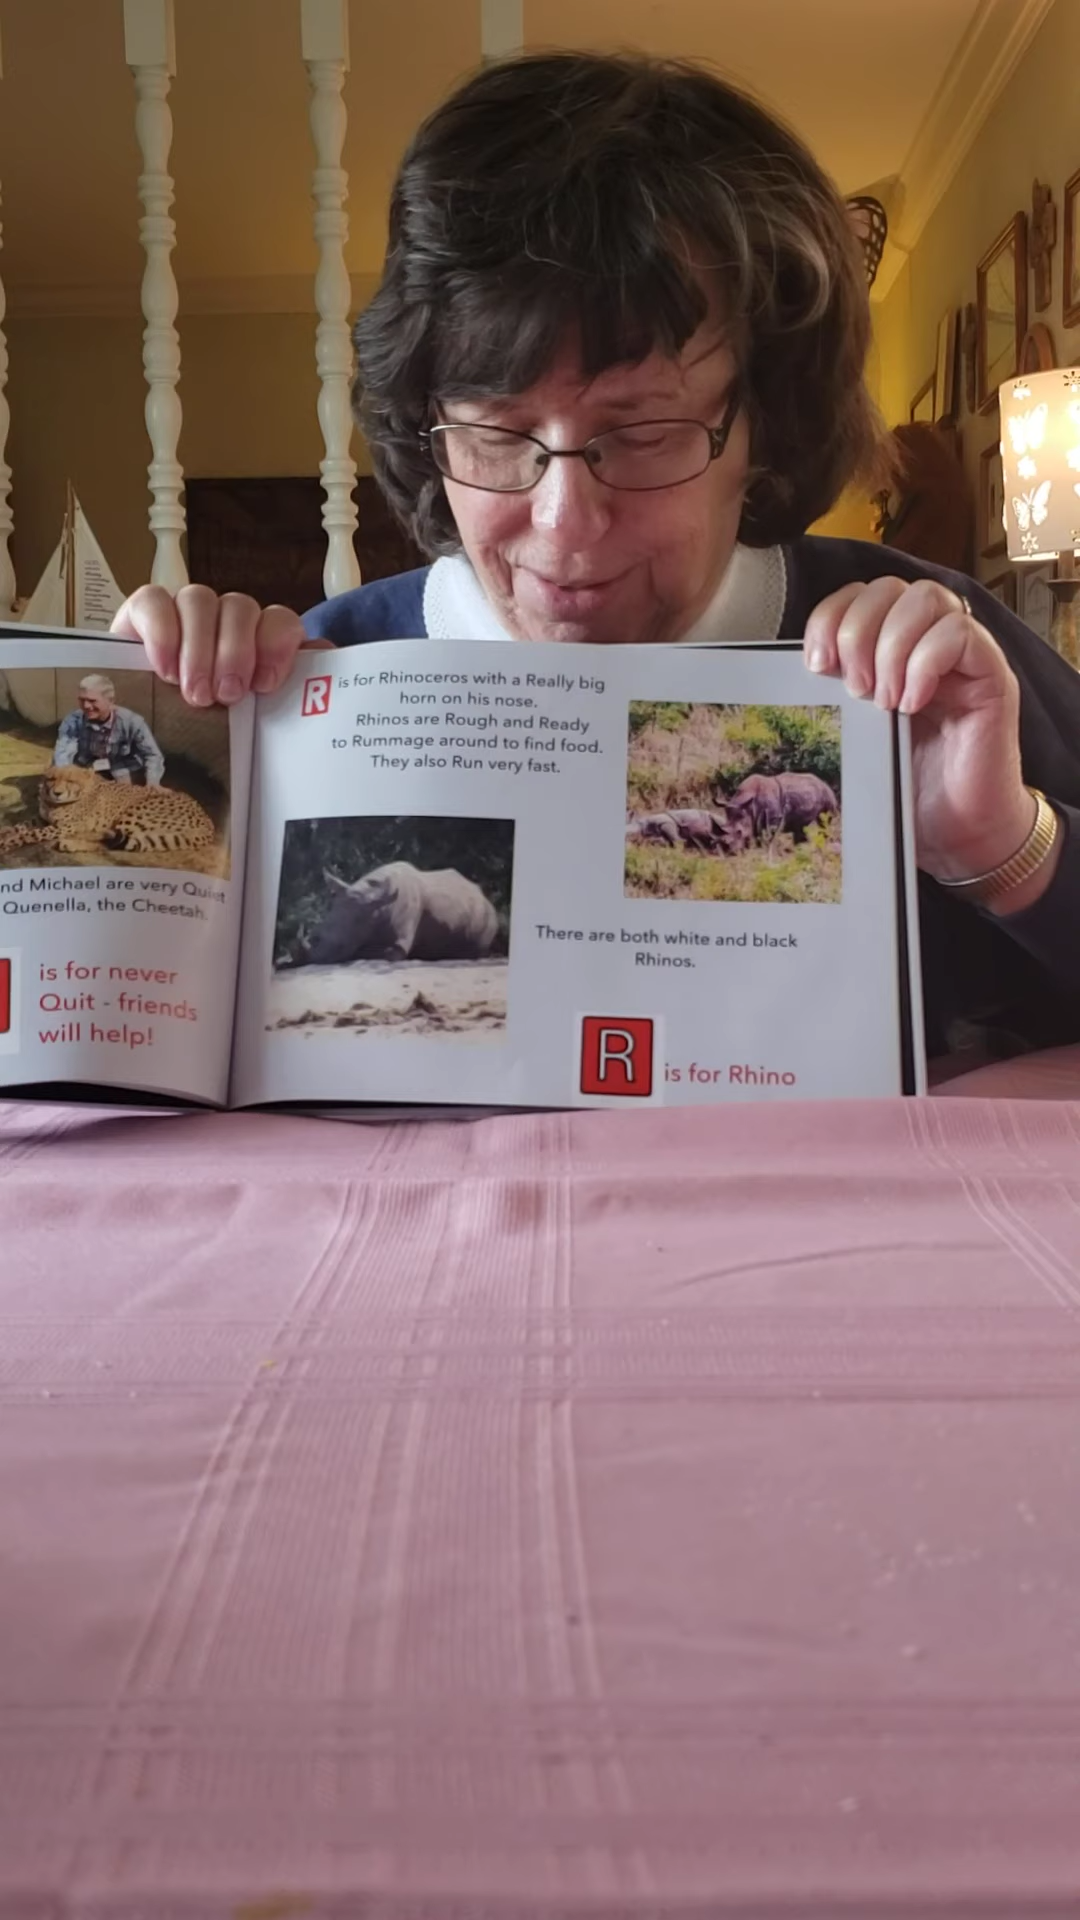 nd Michael are very Quiet
Quenella, the Cheetah.
is for never
Quit - friends
will help!
R is for Rhinoceros with a Really big
horn on his nose.
Rhinos are Rough and Ready
to Rummage around to find food.
They also Run very fast.
There are both white and black
Rhinos.
R is for Rhino